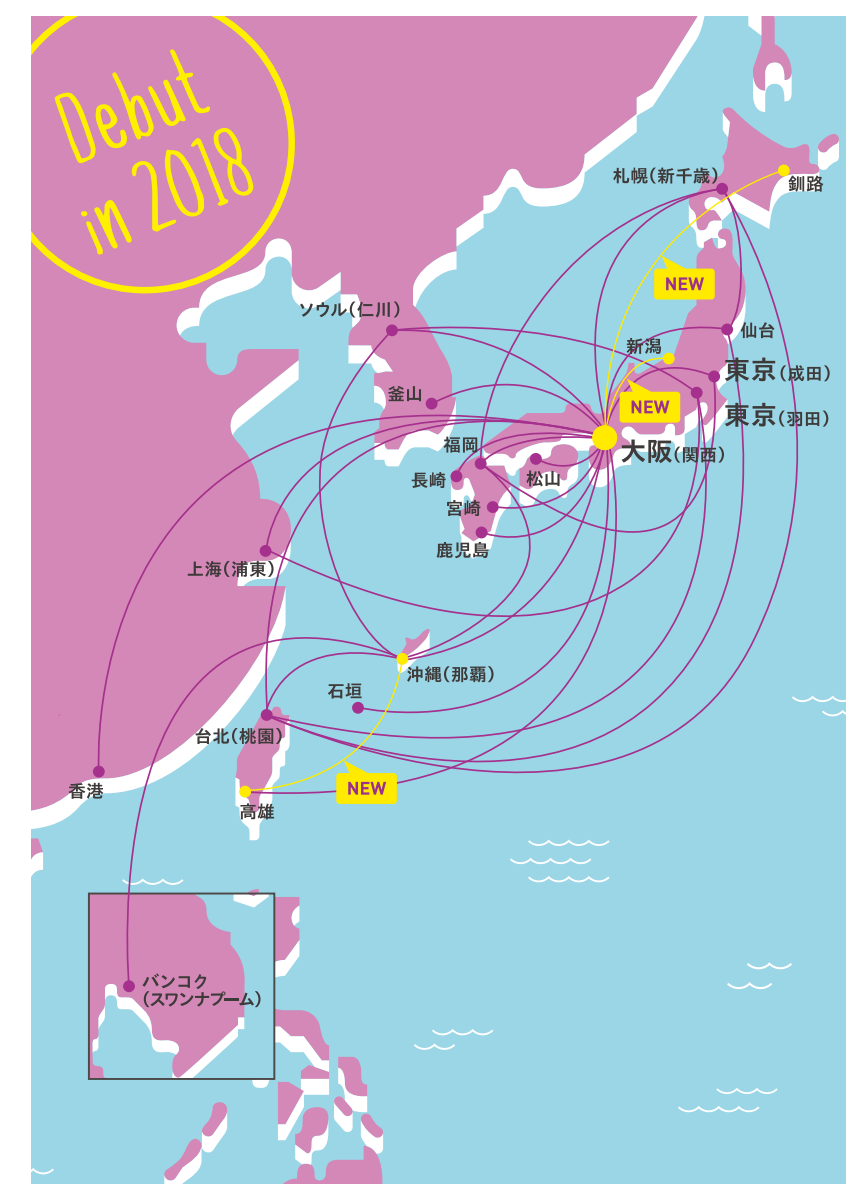 Debut
in 2018
札幌(新千歳)
釧路
NEW
ソウル(仁川)
仙台
新潟
東京(成田)
釜山
NEW
東京(羽田)
福岡
大阪(関西)
長崎
松山
宮崎
鹿児島
上海(浦東)
沖縄(那覇)
石垣
台北(桃園)
香港
NEW
高雄
バンコク
(スワンナプーム)